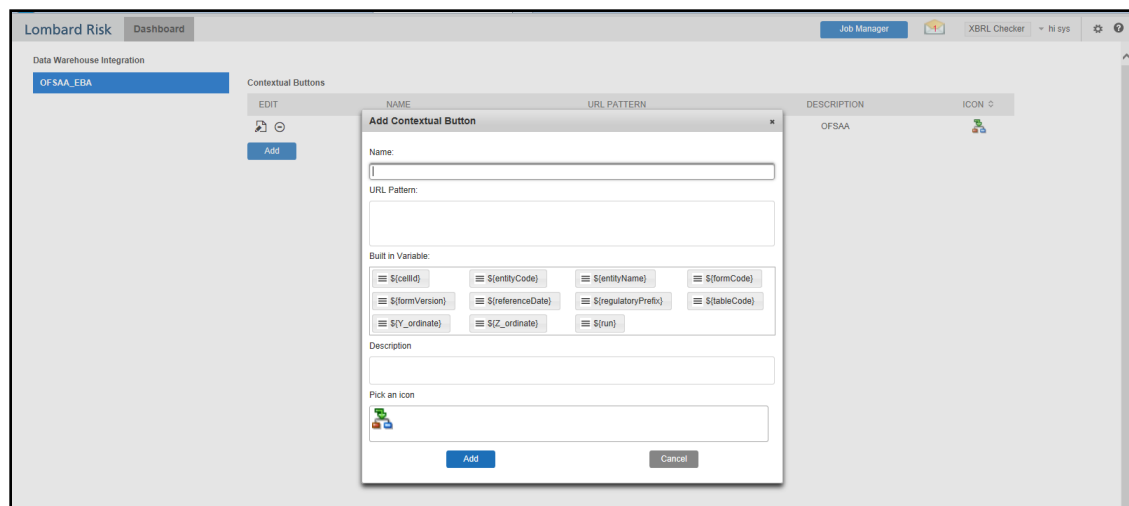 Lombard Risk Dashboard Job Manager XBRL Checker hi sys
Data Warehouse Integration
OFSAA_EBA
Contextual Buttons
EDIT NAME URL PATTERN DESCRIPTION ICON
OFSAA
Add
Add Contextual Button
Name:
URL Pattern:
Built in Variable:
${cellId} ${entityCode} ${entityName} ${formCode}
${formVersion} ${referenceDate} ${regulatoryPrefix} ${tableCode}
${Y_ordinate} ${Z_ordinate} ${run}
Description
Pick an icon
Add Cancel